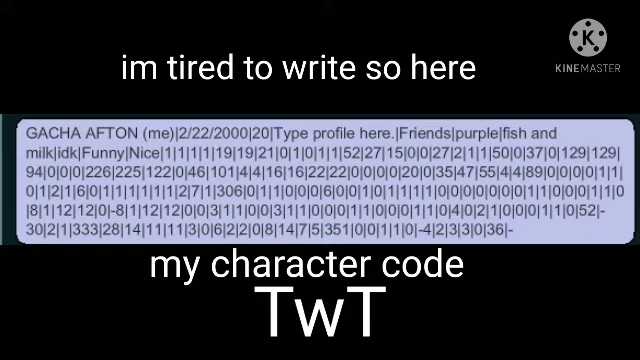 im tired to write so here
KINEMASTER
GACHA AFTON (me)|2/22/2000|20|Type profile here.|Friends|purple|fish and
milk|idk|Funny|Nice|1|1|1|1|19|19|21|0|1|0|1|1|52|27|15|0|0|27|2|1|1|50|0|37|0|129|129|
94|0|0|0|226|225|122|0|46|101|4|4|16|16|22|22|0|0|0|0|20|0|35|47|55|4|4|89|0|0|0|0|1|1|
0|1|2|1|6|0|1|1|1|1|1|1|2|7|1|306|0|1|1|0|0|0|6|0|0|1|0|1|1|1|1|0|0|0|0|0|0|1|1|0|0|0|1|1|0
|8|1|12|12|0|-8|1|12|12|0|0|3|1|1|0|0|3|1|1|0|0|0|1|1|0|0|0|1|1|0|4|0|2|1|0|0|0|1|1|0|52|-
30|2|1|333|28|14|11|11|3|0|6|2|2|0|8|14|7|5|351|0|0|1|1|0|-4|2|3|3|0|36|-
my character code
TwT